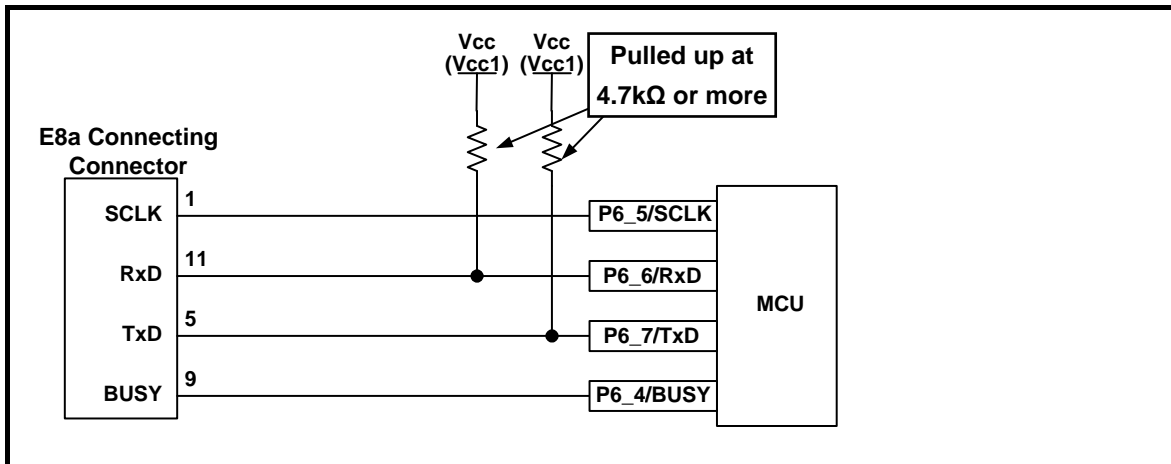 Vcc
(Vcc1)
Vcc
(Vcc1)
Pulled up at
4.7kΩ or more
E8a Connecting
Connector
SCLK
1
P6_5/SCLK
RxD
11
P6_6/RxD
MCU
TxD
5
P6_7/TxD
BUSY
9
P6_4/BUSY